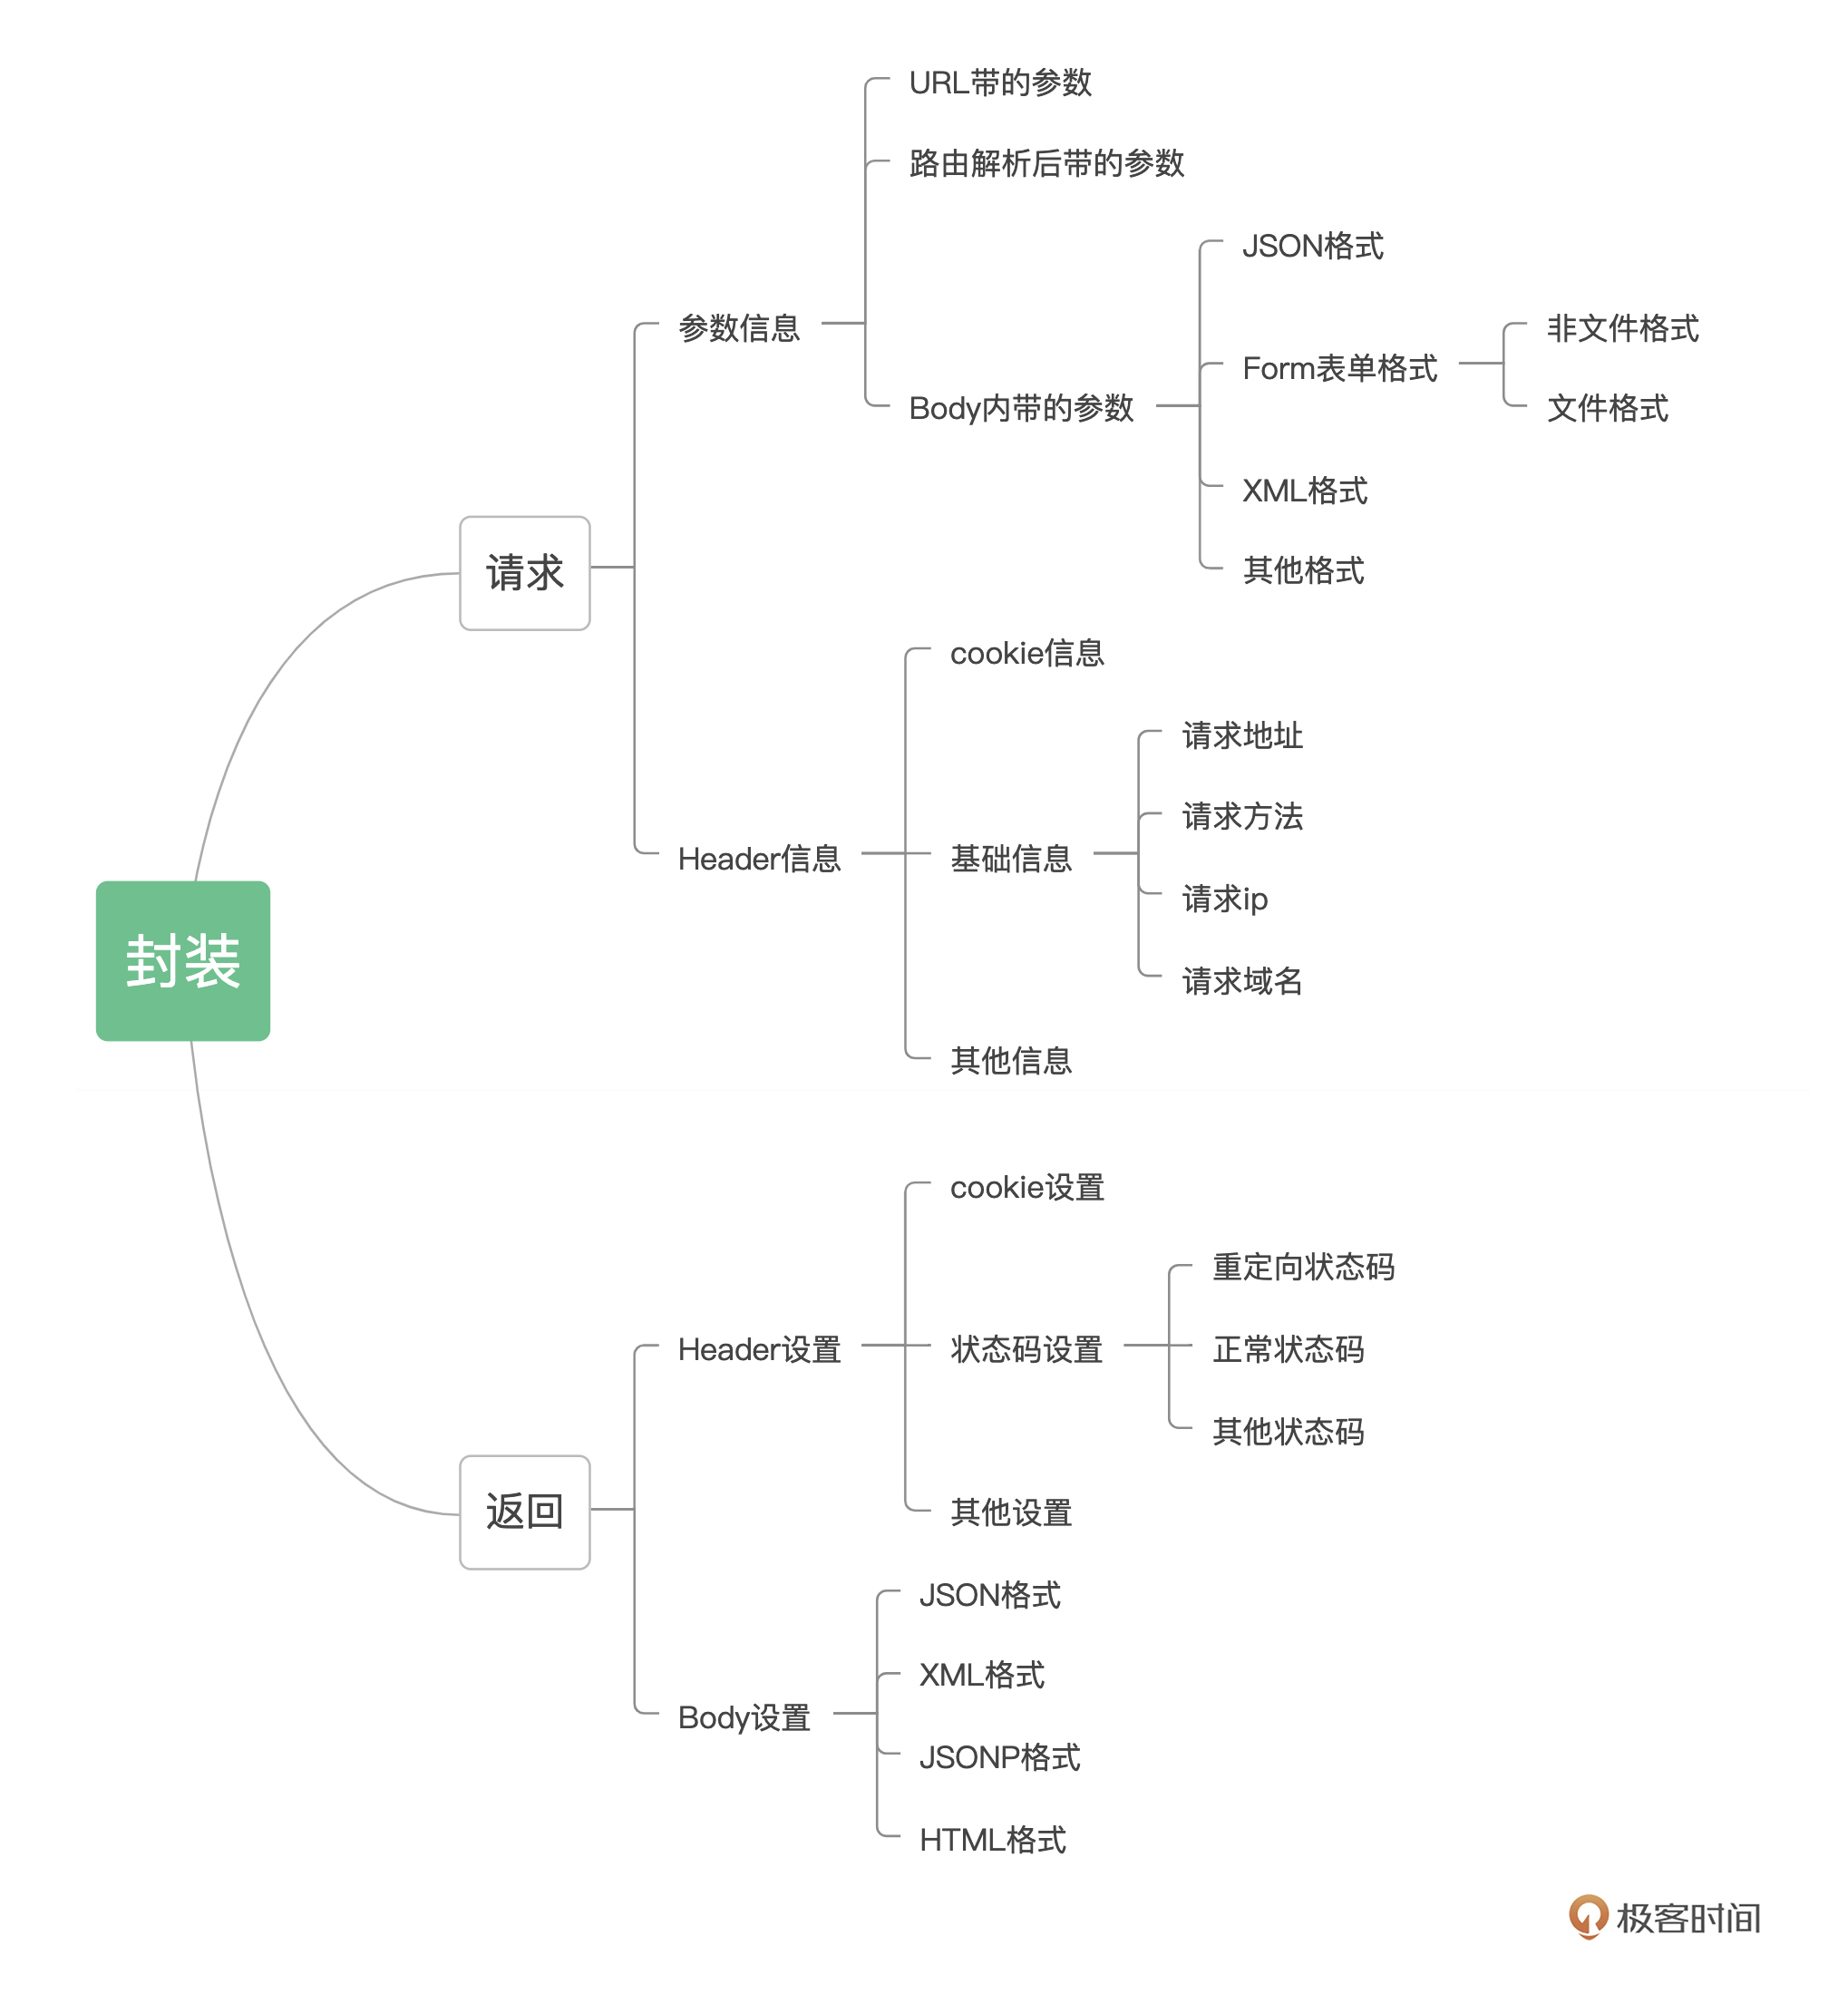 封装
请求
参数信息
URL带的参数
路由解析后带的参数
Body内带的参数
JSON格式
Form表单格式
非文件格式
文件格式
XML格式
其他格式
Header信息
cookie信息
基础信息
请求地址
请求方法
请求ip
请求域名
其他信息
返回
Header设置
cookie设置
状态码设置
重定向状态码
正常状态码
其他状态码
其他设置
Body设置
JSON格式
XML格式
JSONP格式
HTML格式
极客时间